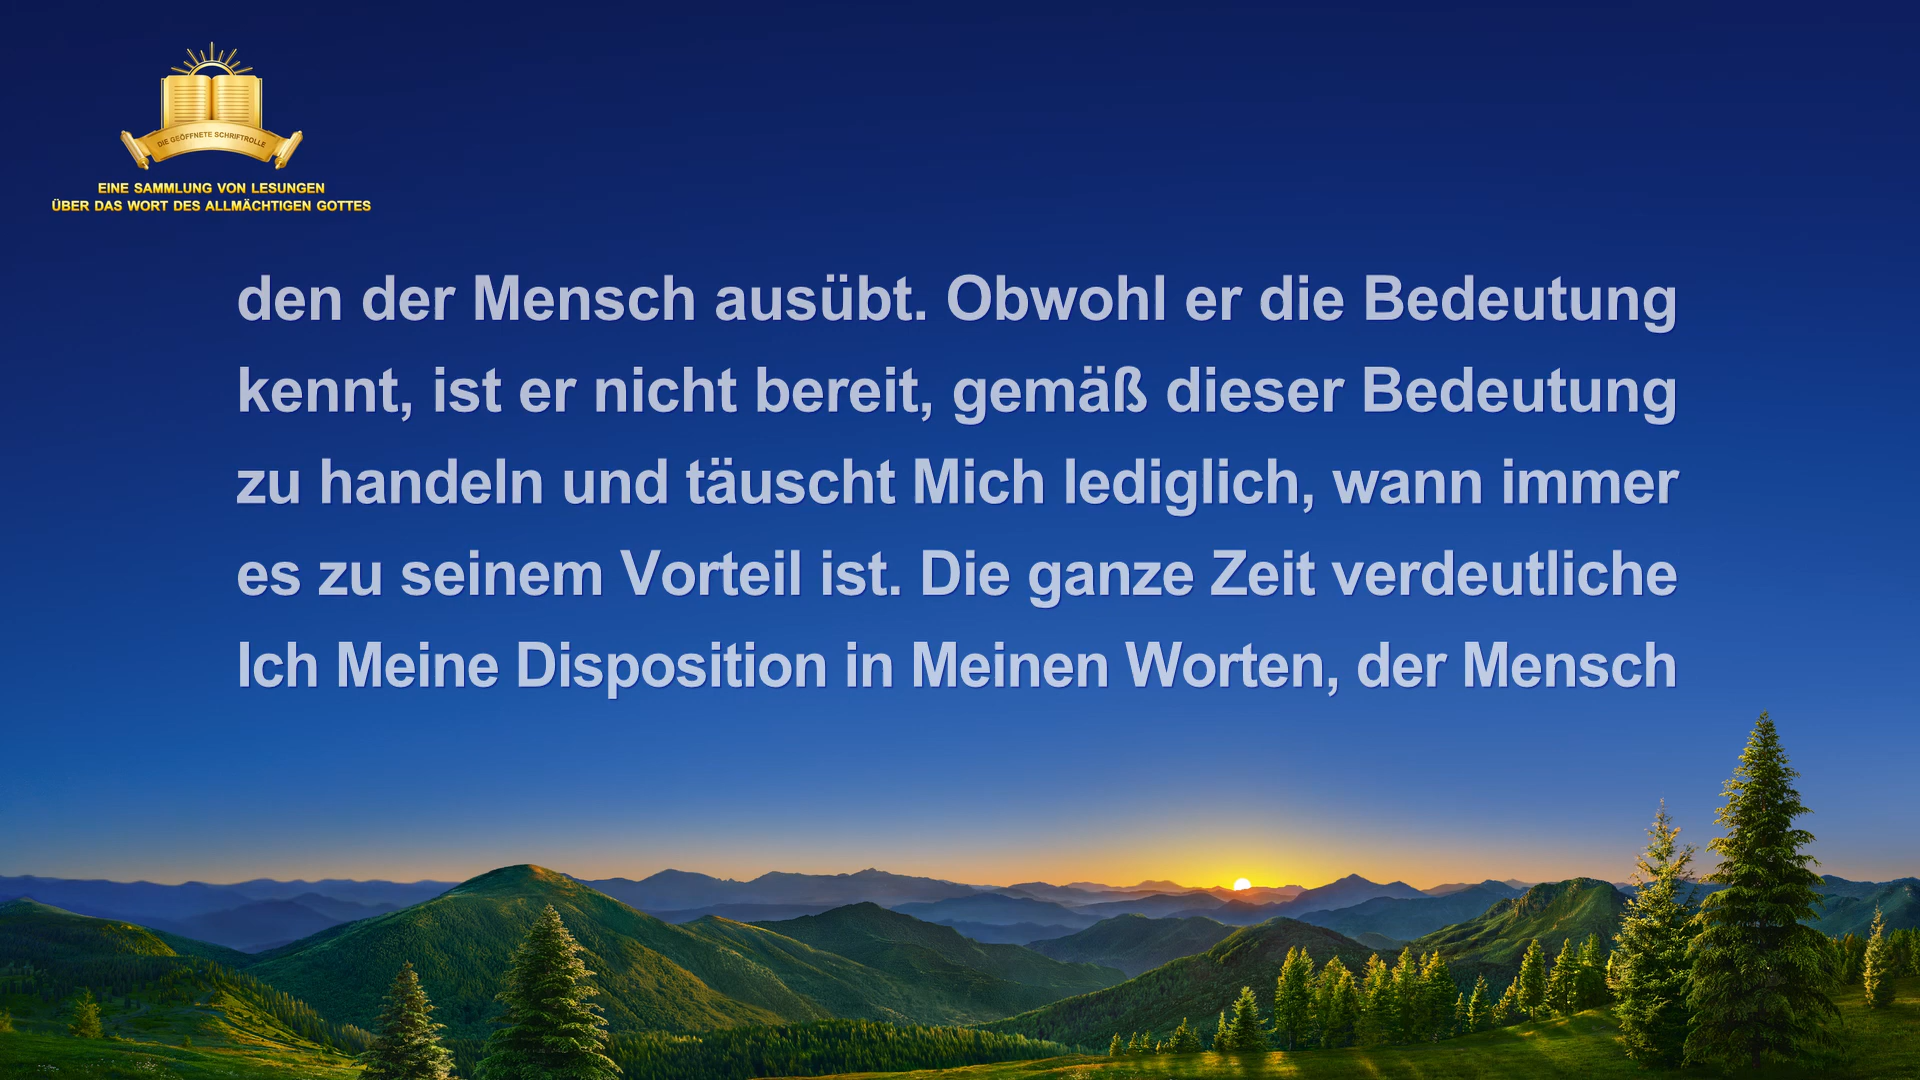 DIE GEÖFFNETE SCHRIFTROLLE
EINE SAMMLUNG VON LESUNGEN
ÜBER DAS WORT DES ALLMÄCHTIGEN GOTTES
den der Mensch ausübt. Obwohl er die Bedeutung
kennt, ist er nicht bereit, gemäß dieser Bedeutung
zu handeln und täuscht Mich lediglich, wann immer
es zu seinem Vorteil ist. Die ganze Zeit verdeutliche
Ich Meine Disposition in Meinen Worten, der Mensch